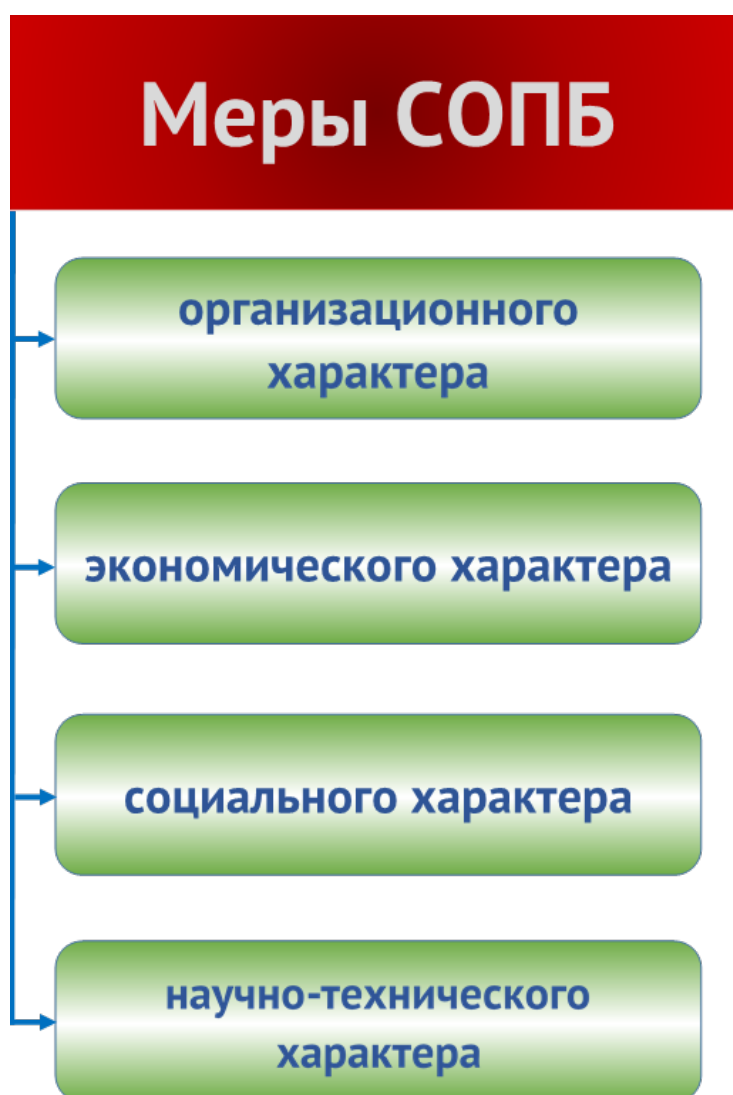 Меры СОПБ
организационного
характера
экономического характера
социального характера
научно-технического
характера